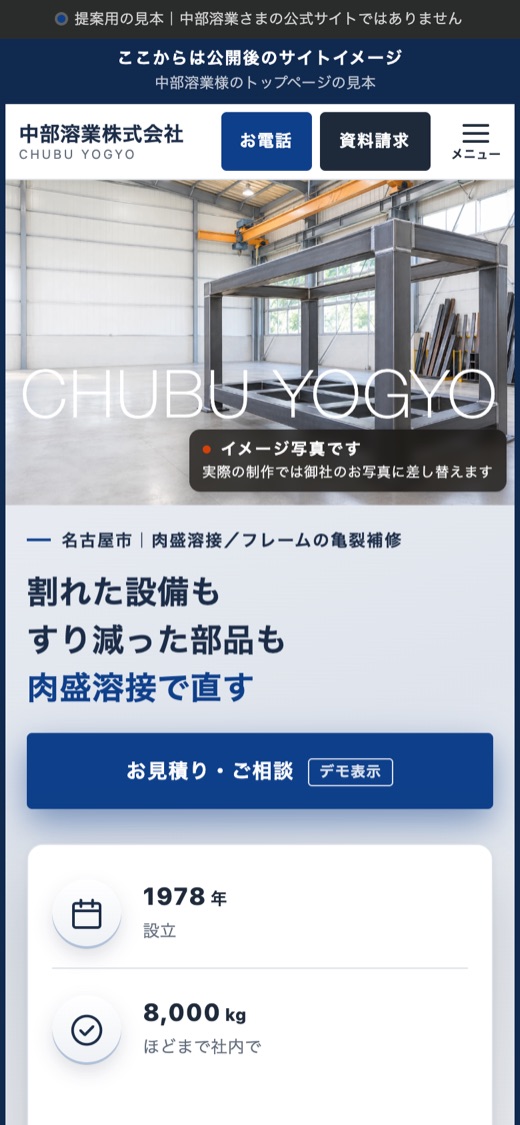 提案用の見本｜中部溶業さまの公式サイトではありません
ここからは公開後のサイトイメージ
中部溶業様のトップページの見本
中部溶業株式会社
CHUBU YOGYO
お電話
資料請求
メニュー
CHUBU YOGYO
イメージ写真です
実際の制作では御社のお写真に差し替えます
名古屋市｜肉盛溶接／フレームの亀裂補修
割れた設備も
すり減った部品も
肉盛溶接で直す
お見積り・ご相談 デモ表示
1978 年
設立
8,000 kg
ほどまで社内で